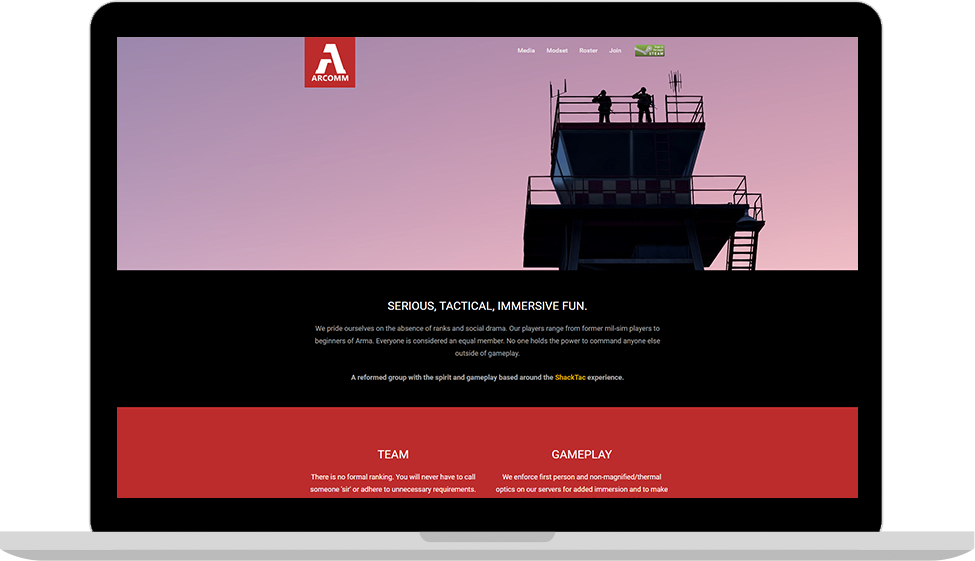 Media Modset Roster Join
STEAM
ARCOMM
SERIOUS, TACTICAL, IMMERSIVE FUN.
We pride ourselves on the absence of ranks and social drama. Our players range from former mil-sim players to
beginners of Arma. Everyone is considered an equal member. No one holds the power to command anyone else
outside of gameplay.
A reformed group with the spirit and gameplay based around the ShackTac experience.
TEAM
There is no formal ranking. You will never have to call
someone 'sir' or adhere to unnecessary requirements.
GAMEPLAY
We enforce first person and non-magnified/thermal
optics on our servers for added immersion and to make